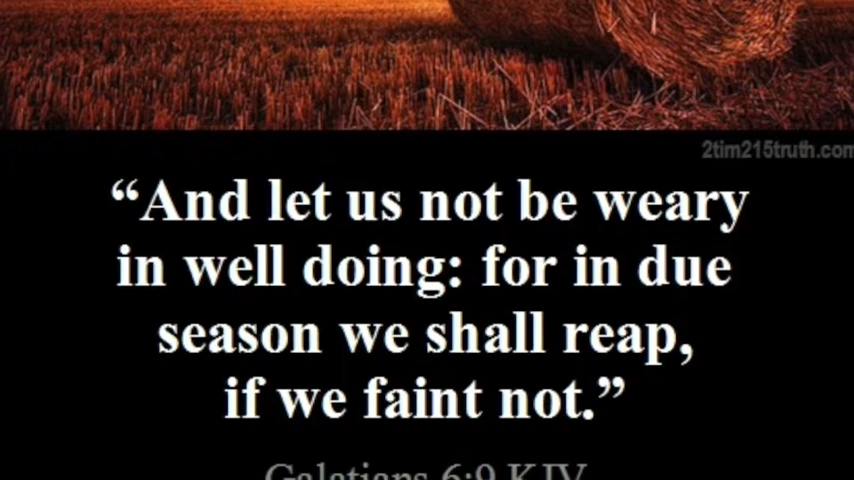 2tim215truth.com
“And let us not be weary
in well doing: for in due
season we shall reap,
if we faint not.”
Galatians 6:9 KJV